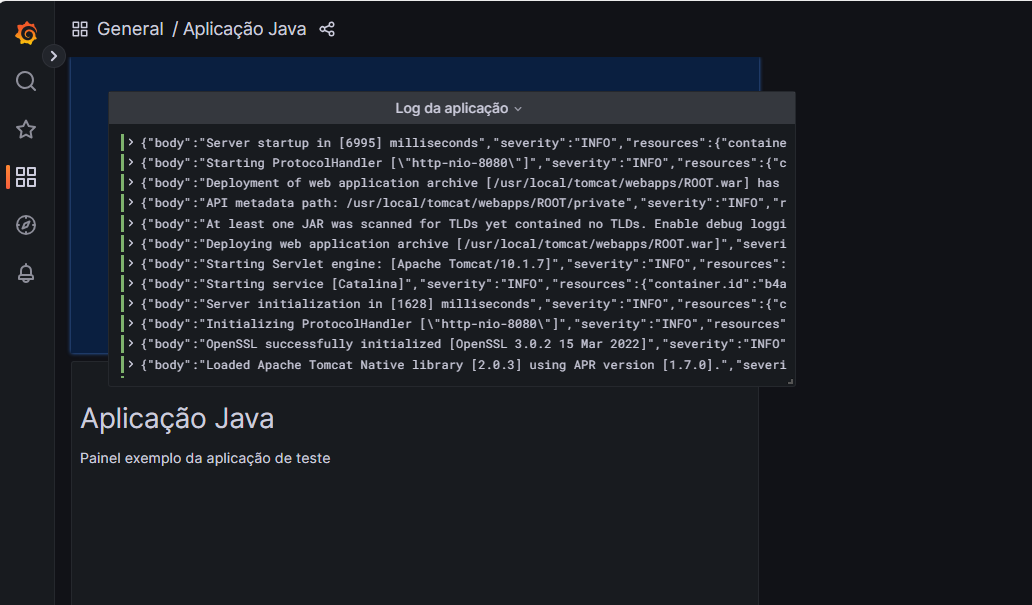 General / Aplicação Java
Log da aplicação
{"body":"Server startup in [6995] milliseconds","severity":"INFO","resources":{"containe
{"body":"Starting ProtocolHandler [\"http-nio-8080\"]","severity":"INFO","resources":{"c
{"body":"Deployment of web application archive [/usr/local/tomcat/webapps/ROOT.war] has
{"body":"API metadata path: /usr/local/tomcat/webapps/ROOT/private","severity":"INFO","r
{"body":"At least one JAR was scanned for TLDs yet contained no TLDs. Enable debug loggi
{"body":"Deploying web application archive [/usr/local/tomcat/webapps/ROOT.war]","severi
{"body":"Starting Servlet engine: [Apache Tomcat/10.1.7]","severity":"INFO","resources":
{"body":"Starting service [Catalina]","severity":"INFO","resources":{"container.id":"b4a
{"body":"Server initialization in [1628] milliseconds","severity":"INFO","resources":{"c
{"body":"Initializing ProtocolHandler [\"http-nio-8080\"]","severity":"INFO","resources"
{"body":"OpenSSL successfully initialized [OpenSSL 3.0.2 15 Mar 2022]","severity":"INFO"
{"body":"Loaded Apache Tomcat Native library [2.0.3] using APR version [1.7.0].","severi
Aplicação Java
Painel exemplo da aplicação de teste